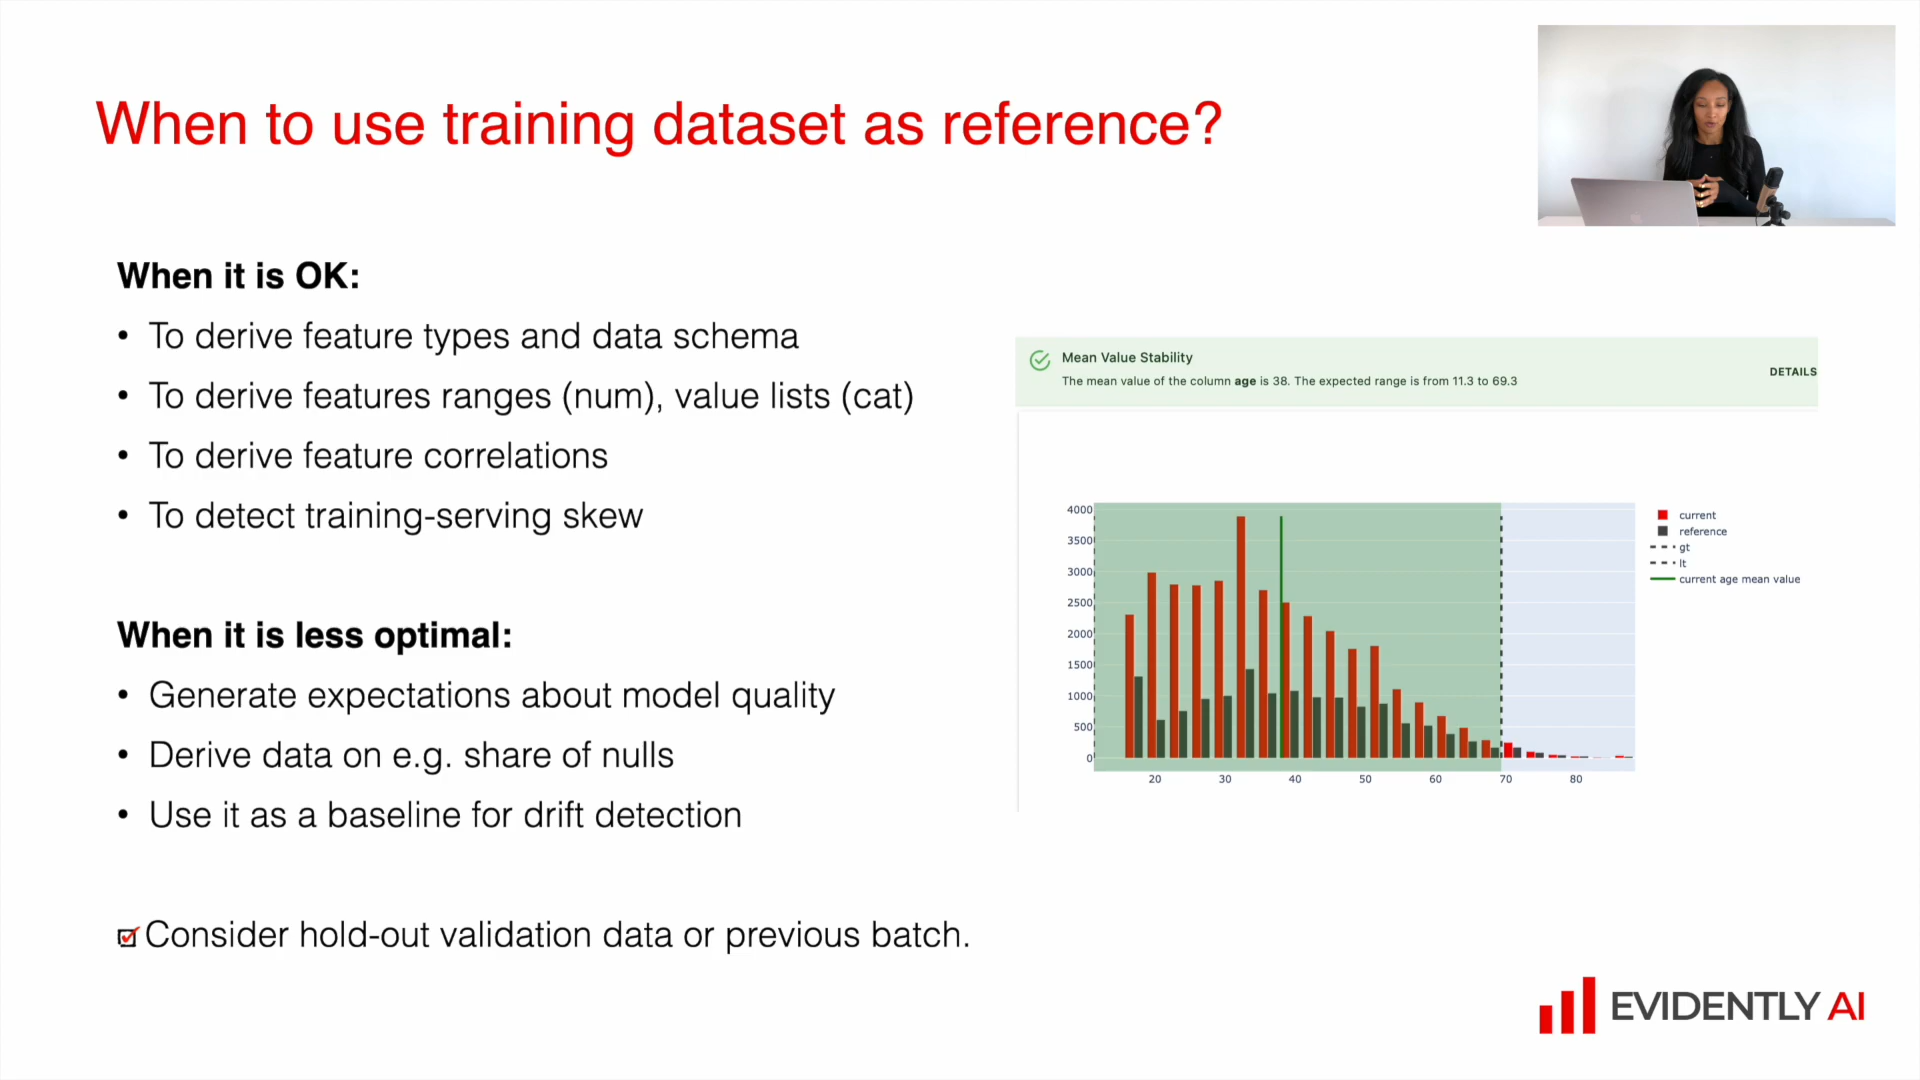 When to use training dataset as reference?
When it is OK:
• To derive feature types and data schema
• To derive features ranges (num), value lists (cat)
• To derive feature correlations
• To detect training-serving skew
When it is less optimal:
• Generate expectations about model quality
• Derive data on e.g. share of nulls
• Use it as a baseline for drift detection
Consider hold-out validation data or previous batch.
Mean Value Stability
The mean value of the column age is 38. The expected range is from 11.3 to 69.3
DETAILS
4000
3500
3000
2500
2000
1500
1000
500
0
20 30 40 50 60 70 80
current
reference
gt
lt
current age mean value
EVIDENTLY AI